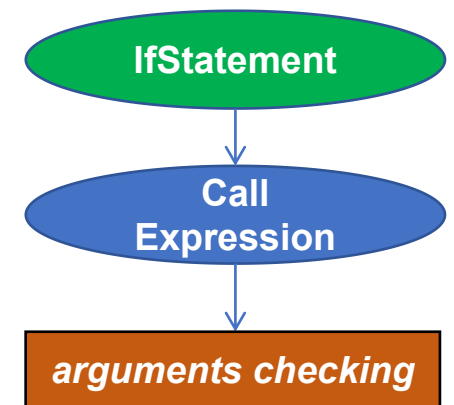 IfStatement
Call
Expression
arguments checking